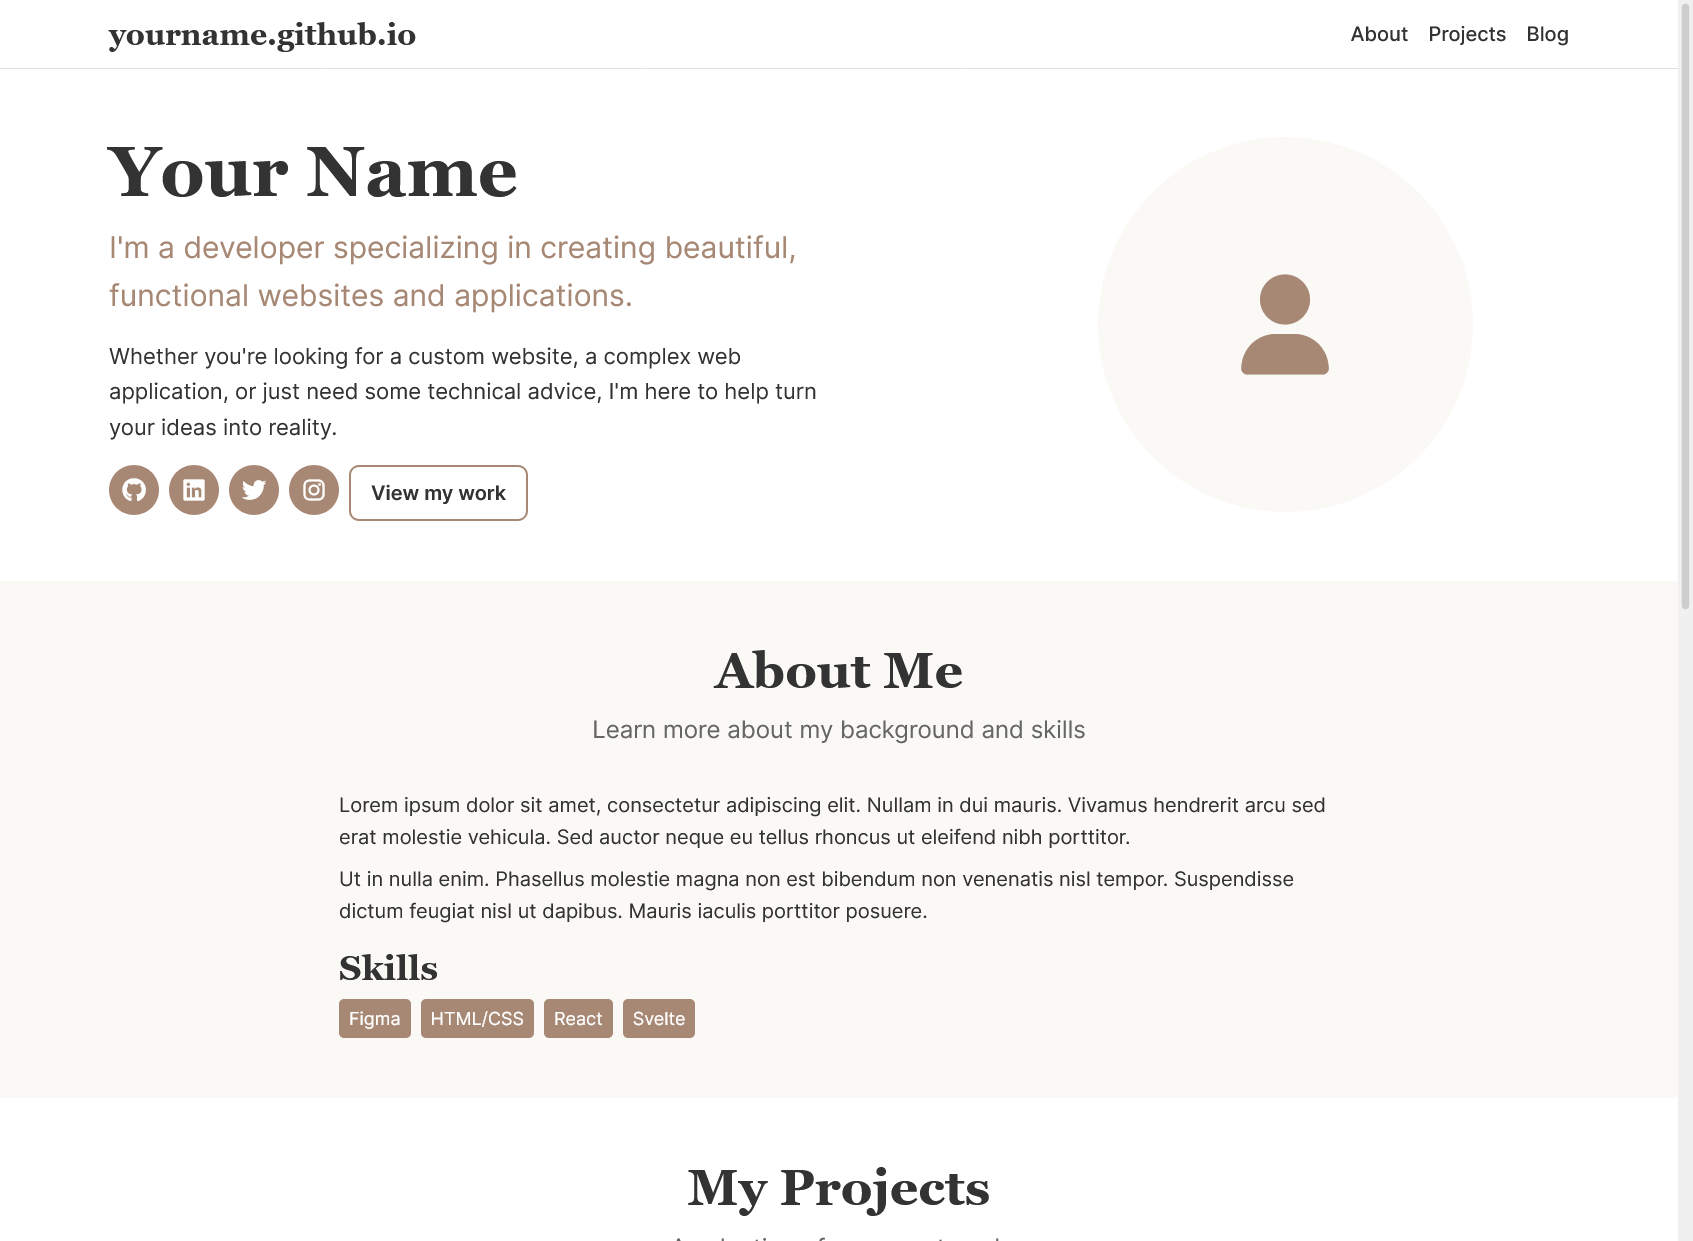 yourname.github.io
About Projects Blog
Your Name
I'm a developer specializing in creating beautiful,
functional websites and applications.
Whether you're looking for a custom website, a complex web
application, or just need some technical advice, I'm here to help turn
your ideas into reality.
View my work
About Me
Learn more about my background and skills
Lorem ipsum dolor sit amet, consectetur adipiscing elit. Nullam in dui mauris. Vivamus hendrerit arcu sed
erat molestie vehicula. Sed auctor neque eu tellus rhoncus ut eleifend nibh porttitor.
Ut in nulla enim. Phasellus molestie magna non est bibendum non venenatis nisl tempor. Suspendisse
dictum feugiat nisl ut dapibus. Mauris iaculis porttitor posuere.
Skills
Figma HTML/CSS React Svelte
My Projects